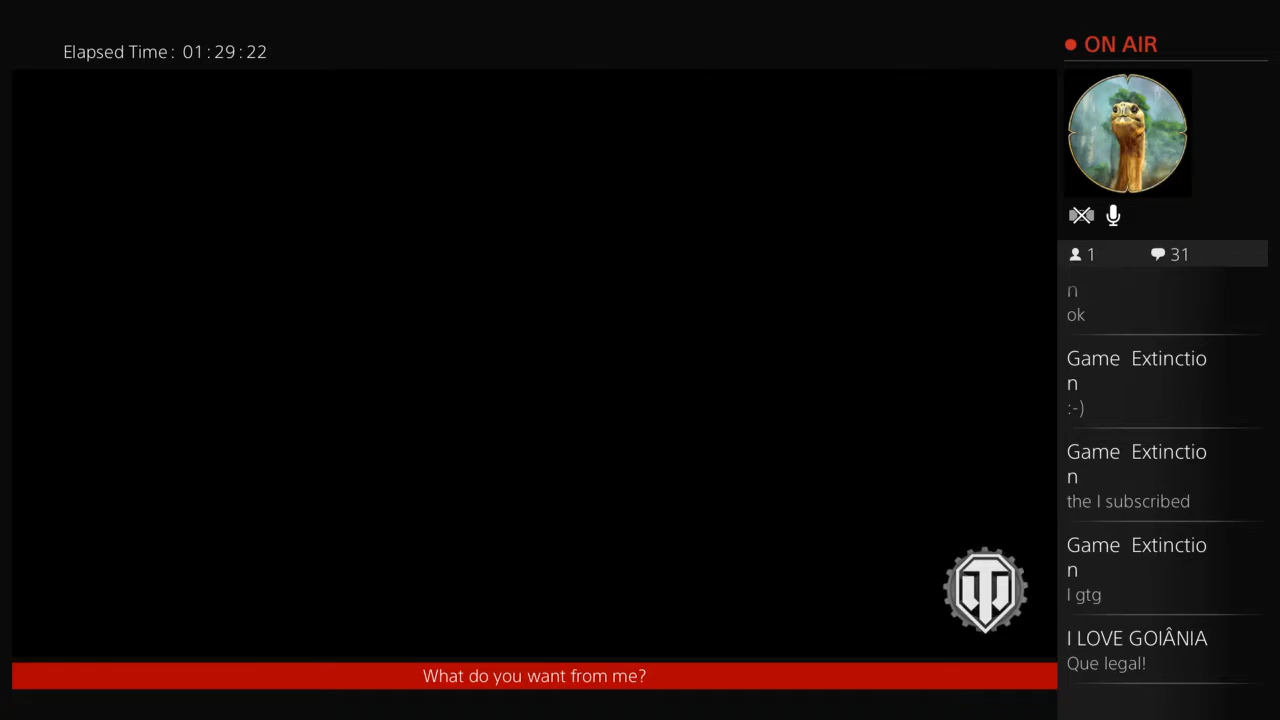 Elapsed Time: 01:29:22
ON AIR
1 31
n
ok
Game Extinctio
n
:-)
Game Extinctio
n
the I subscribed
Game Extinctio
n
I gtg
I LOVE GOIÂNIA
Que legal!
What do you want from me?